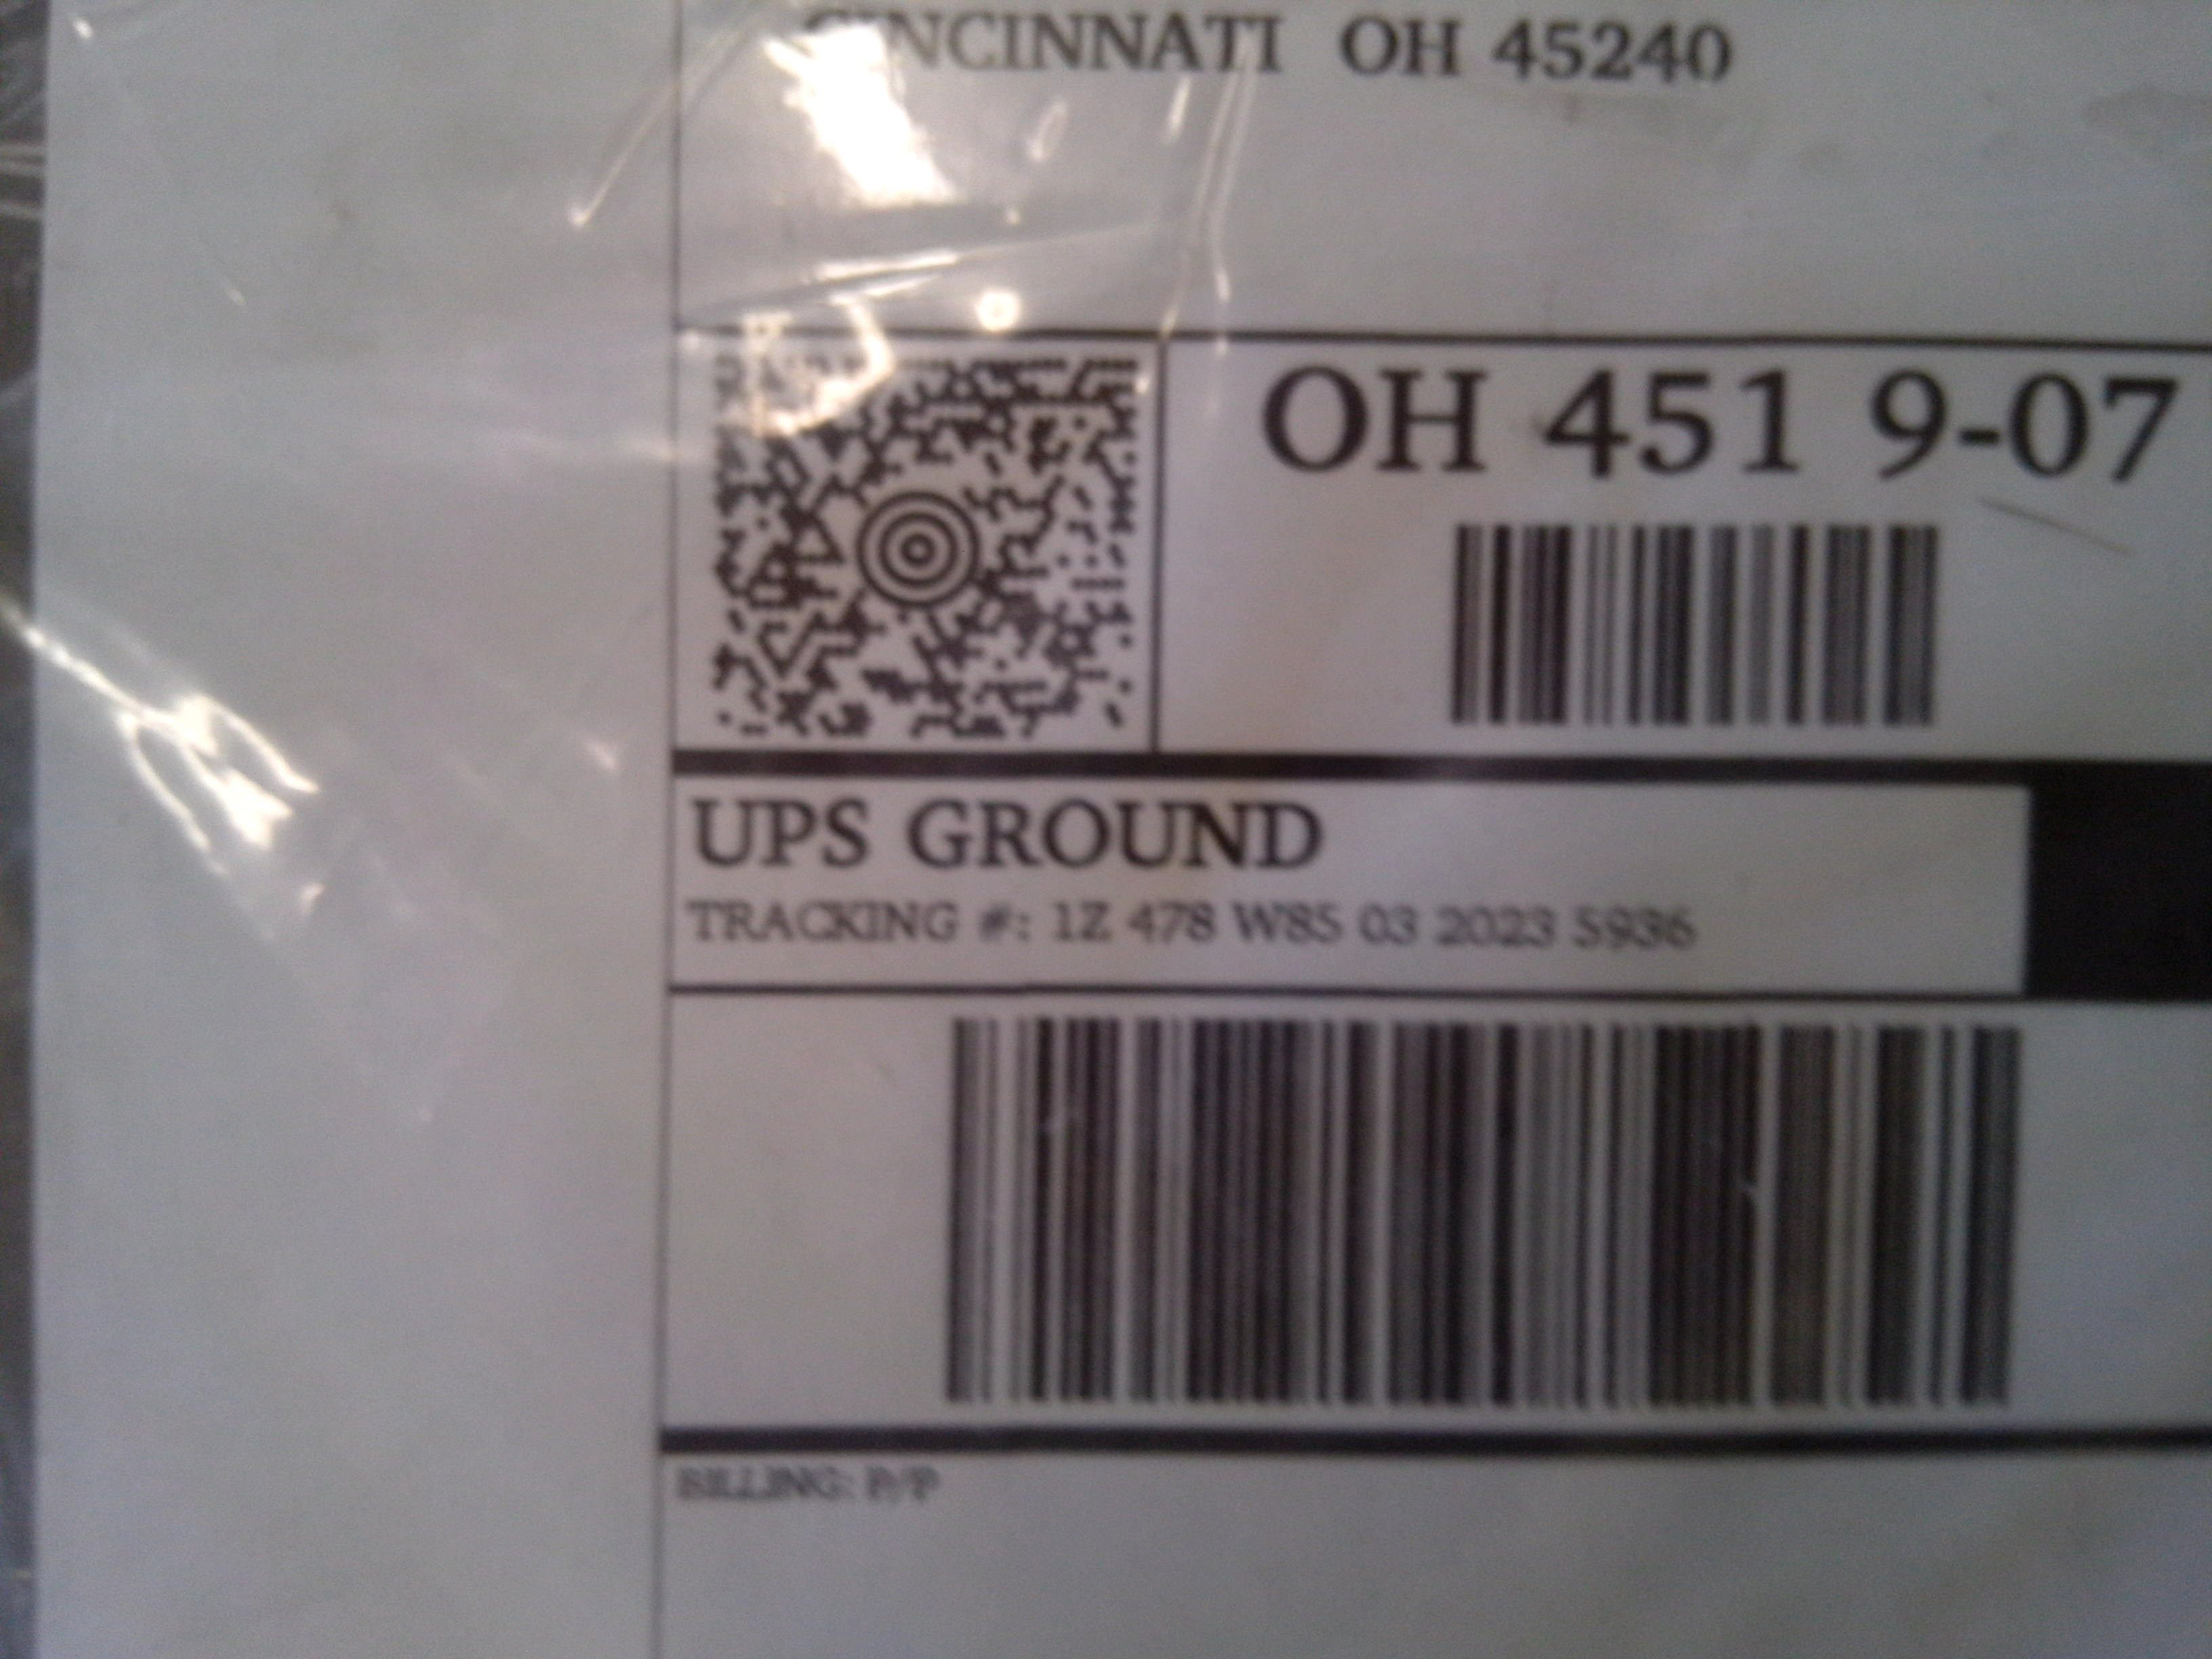 CINCINNATI OH 45240
OH 451 9-07
UPS GROUND
TRACKING #: 1Z 478 W85 03 2023 5936
BILLING: P/P